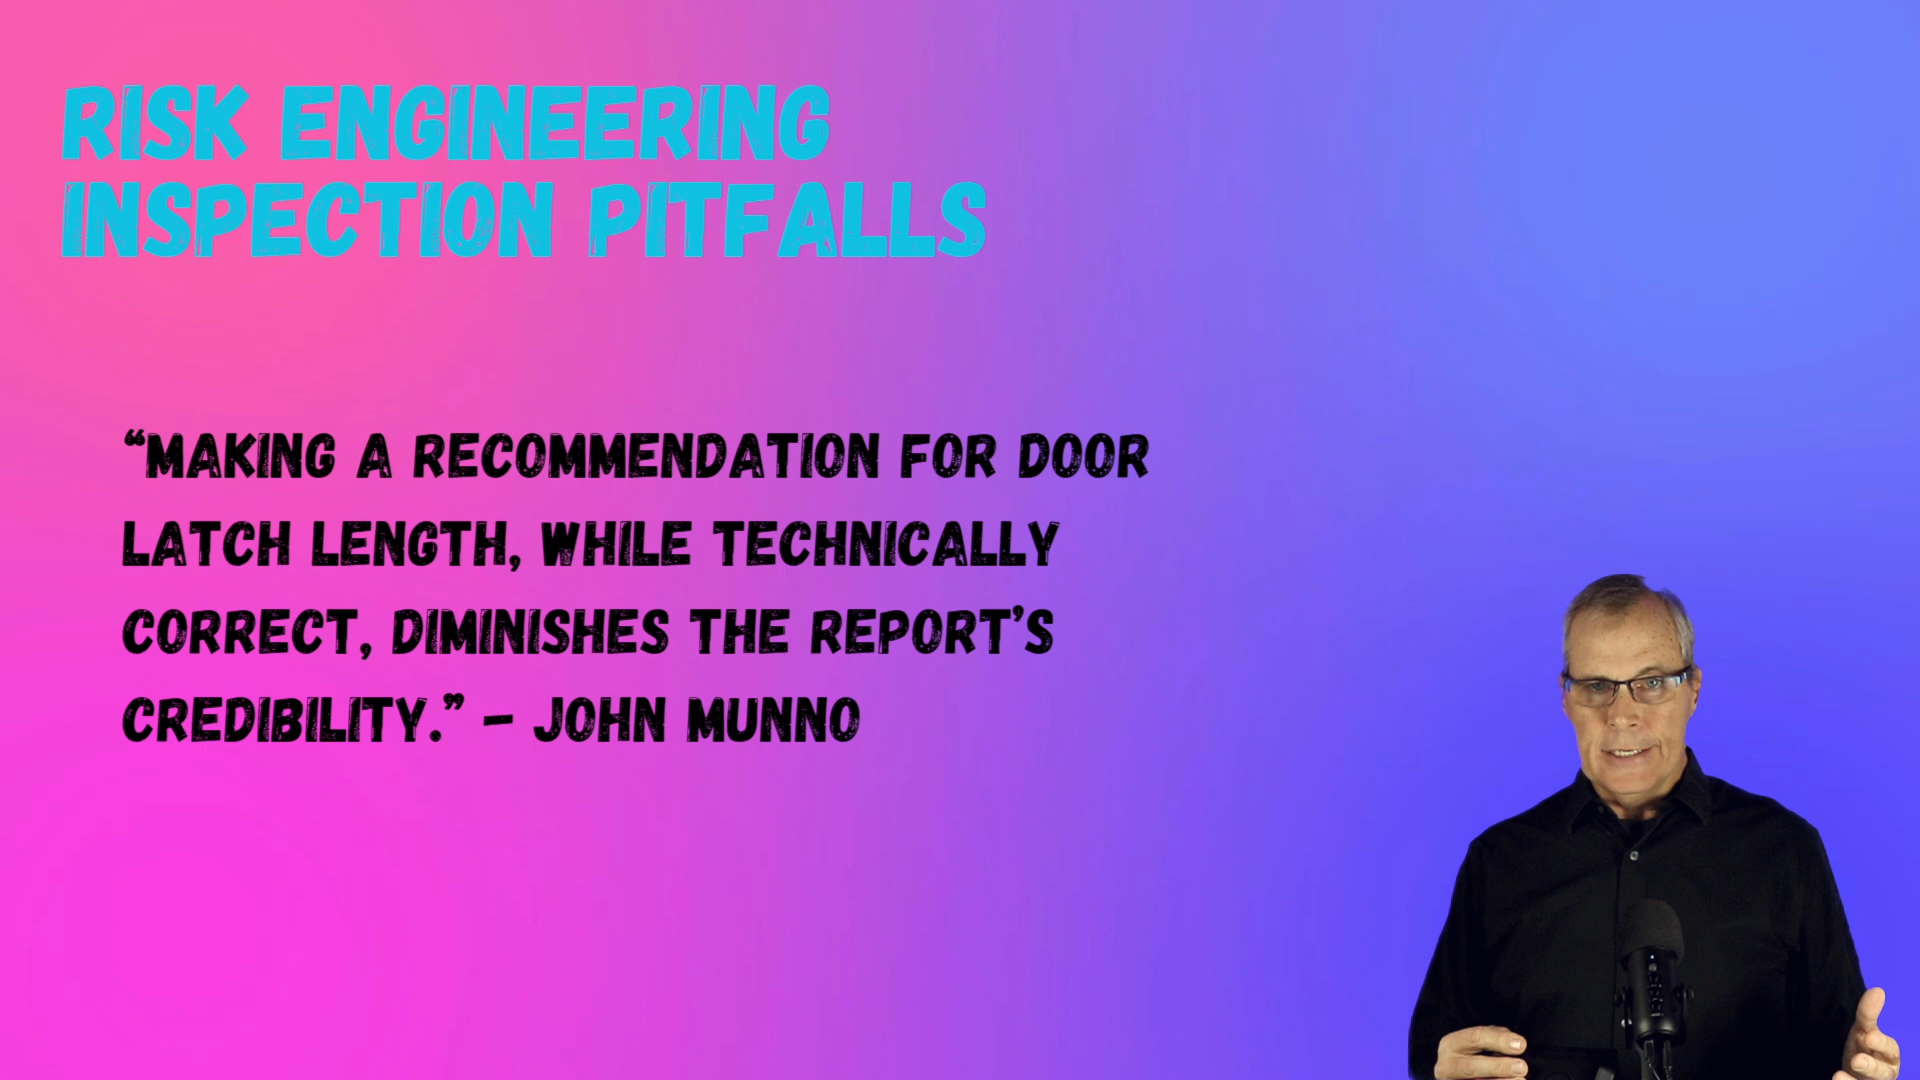 RISK ENGINEERING
INSPECTION PITFALLS
“MAKING A RECOMMENDATION FOR DOOR
LATCH LENGTH, WHILE TECHNICALLY
CORRECT, DIMINISHES THE REPORT’S
CREDIBILITY.” – JOHN MUNNO